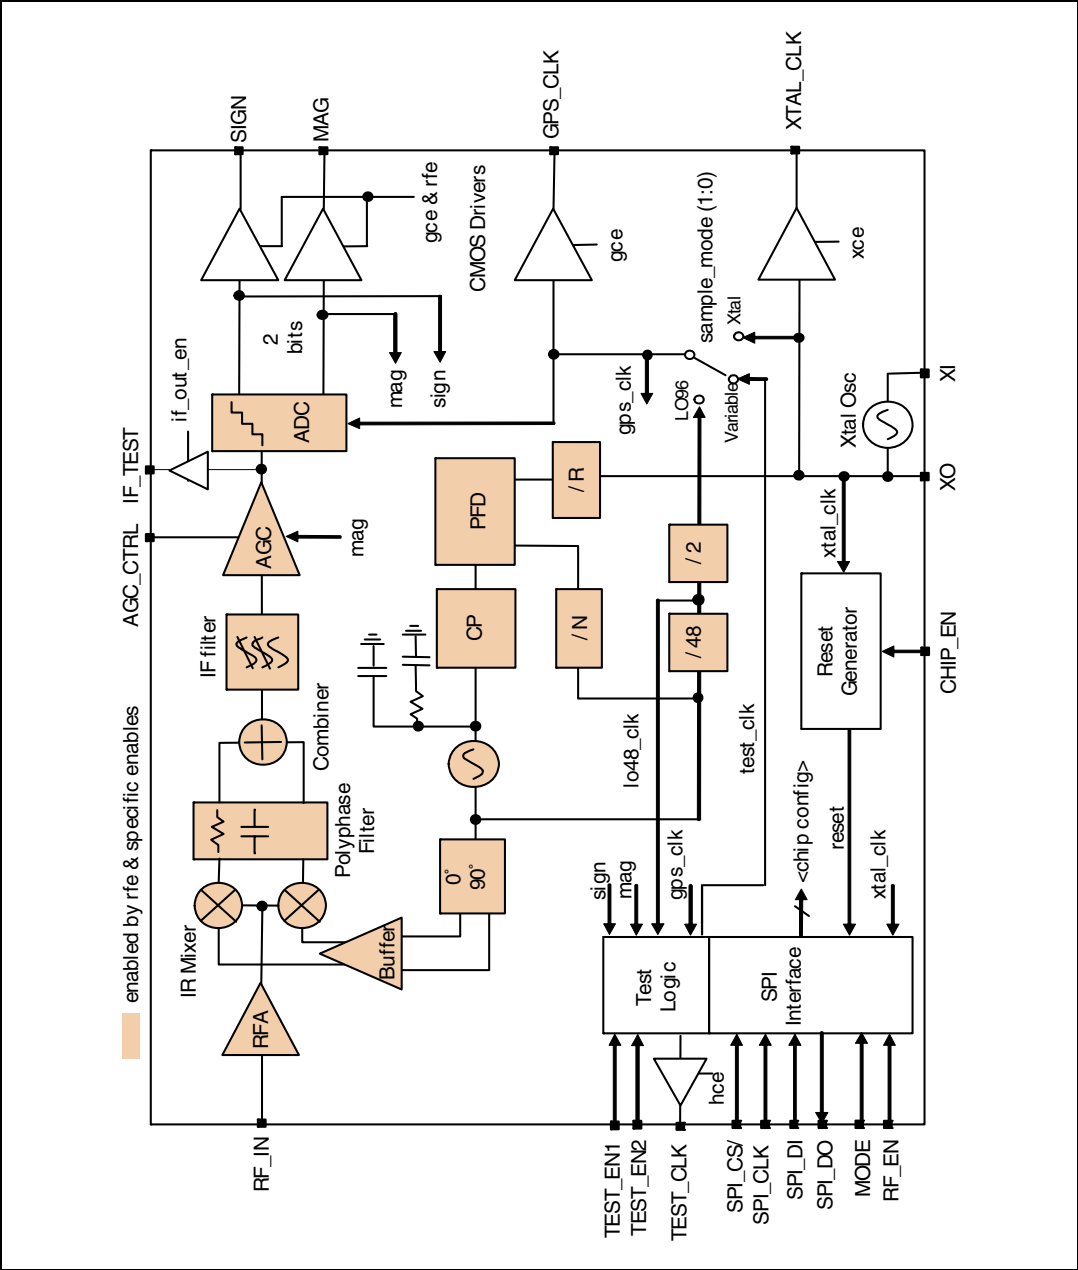 enabled by rfe & specific enables
AGC_CTRL
IF_TEST
if_out_en
RF_IN
RFA
IR Mixer
Polyphase
Filter
Combiner
IF filter
AGC
mag
ADC
2
bits
mag
sign
SIGN
MAG
gce & rfe
CMOS Drivers
Buffer
0°
90°
CP
PFD
/ N
/ R
gps_clk
gce
GPS_CLK
lo48_clk
/ 48
/ 2
LO96
Variable
Xtal
sample_mode (1:0)
test_clk
xce
XTAL_CLK
TEST_EN1
TEST_EN2
TEST_CLK
hce
Test
Logic
sign
mag
gps_clk
SPI_CS/
SPI_CLK
SPI_DI
SPI_DO
MODE
RF_EN
SPI
Interface
<chip config>
reset
xtal_clk
Reset
Generator
xtal_clk
Xtal Osc
CHIP_EN
XO
XI